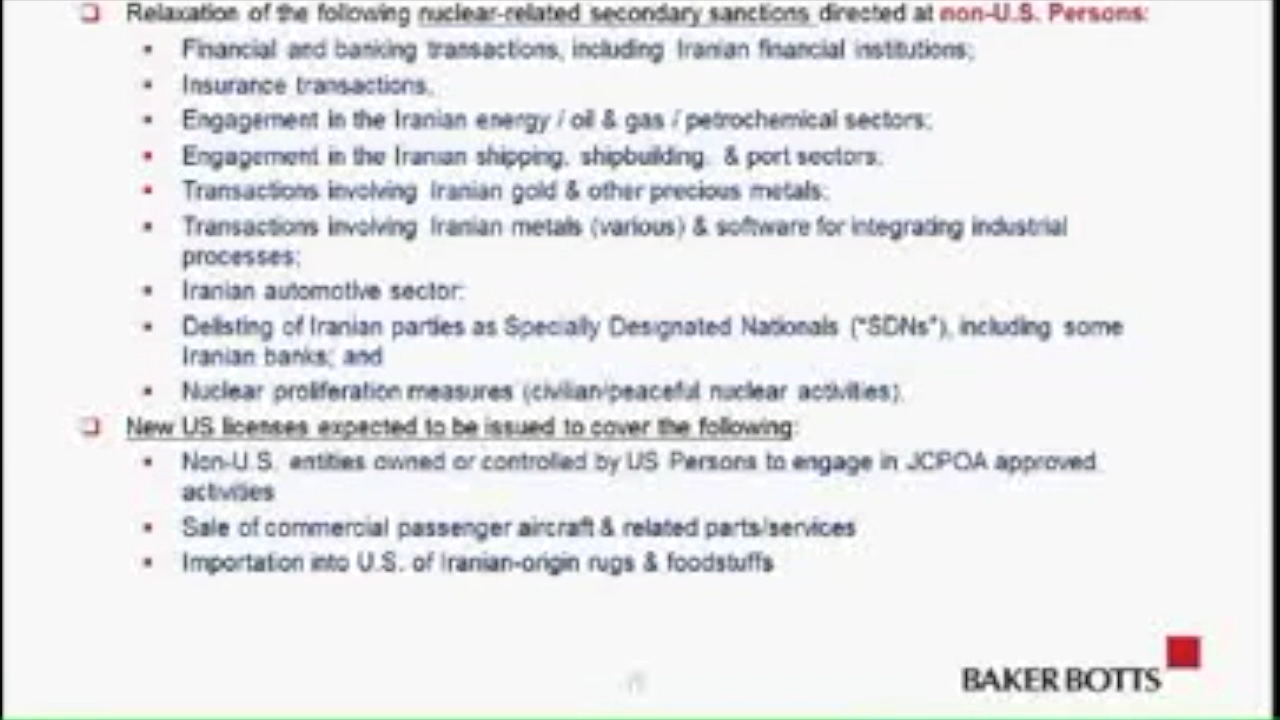 Relaxation of the following nuclear-related secondary sanctions directed at non-U.S. Persons:
Financial and banking transactions, including Iranian financial institutions;
Insurance transactions,
Engagement in the Iranian energy / oil & gas / petrochemical sectors;
Engagement in the Iranian shipping, shipbuilding, & port sectors;
Transactions involving Iranian gold & other precious metals;
Transactions involving Iranian metals (various) & software for integrating industrial
processes;
Iranian automotive sector;
Delisting of Iranian parties as Specially Designated Nationals ("SDNs"), including some
Iranian banks; and
Nuclear proliferation measures (civilian/peaceful nuclear activities).
New US licenses expected to be issued to cover the following:
Non-U.S. entities owned or controlled by US Persons to engage in JCPOA approved
activities
Sale of commercial passenger aircraft & related parts/services
Importation into U.S. of Iranian-origin rugs & foodstuffs
BAKER BOTTS